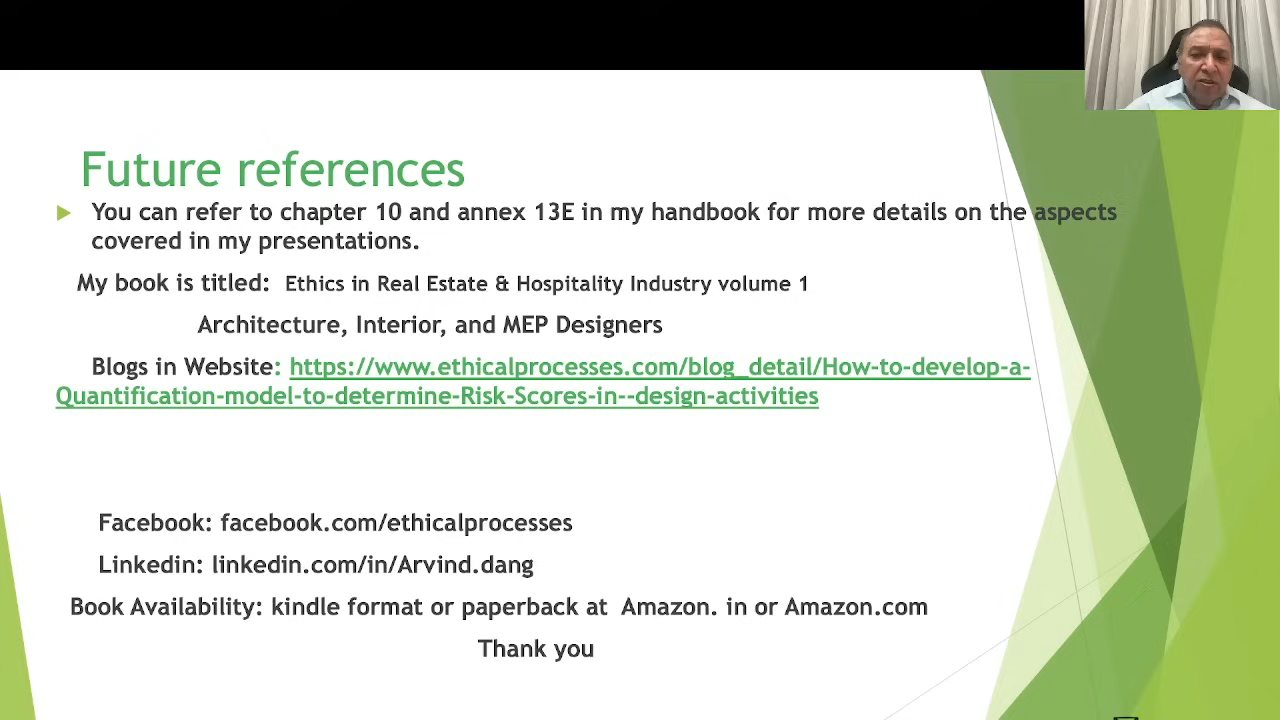 Future references
You can refer to chapter 10 and annex 13E in my handbook for more details on the aspects
covered in my presentations.
My book is titled: Ethics in Real Estate & Hospitality Industry volume 1
Architecture, Interior, and MEP Designers
Blogs in Website: https://www.ethicalprocesses.com/blog_detail/How-to-develop-a-
Quantification-model-to-determine-Risk-Scores-in--design-activities
Facebook: facebook.com/ethicalprocesses
Linkedin: linkedin.com/in/Arvind.dang
Book Availability: kindle format or paperback at Amazon. in or Amazon.com
Thank you